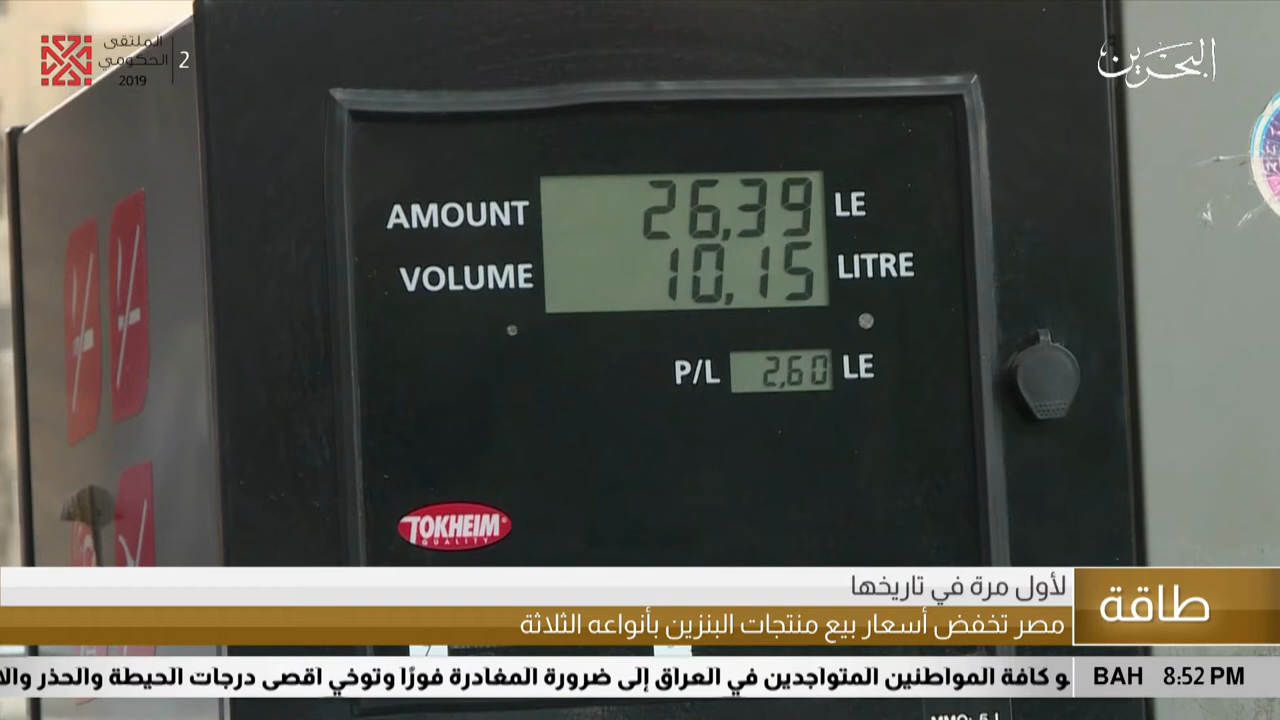 الملتقى
الحكومي
2019
2
البحرين
AMOUNT 26,39 LE
VOLUME 10,15 LITRE
P/L 2,60 LE
TOKHEIM
QUALITY
لأول مرة في تاريخها
طاقة
مصر تخفض أسعار بيع منتجات البنزين بأنواعه الثلاثة
كافة المواطنين المتواجدين في العراق إلى ضرورة المغادرة فورًا وتوخي اقصى درجات الحيطة والحذر
BAH 8:52 PM